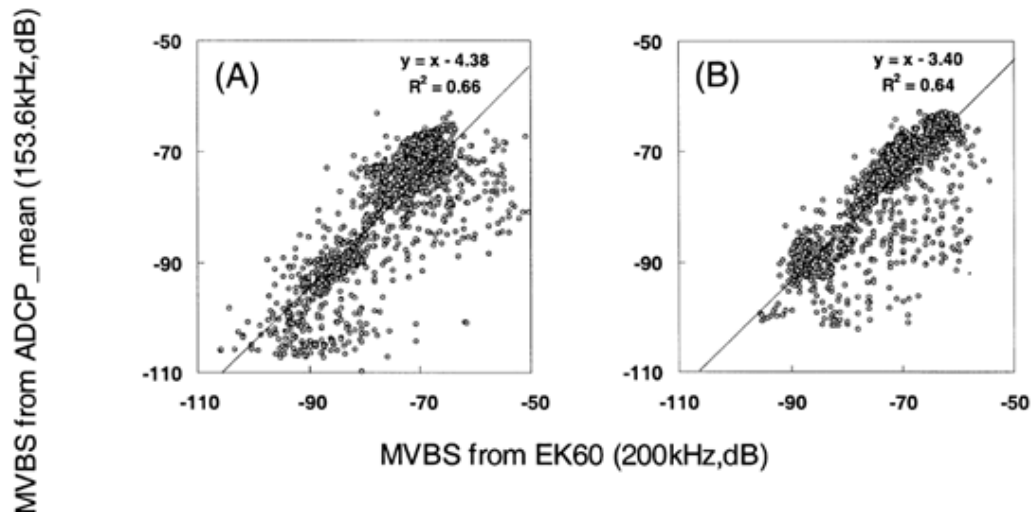 MVBS from ADCP_mean (153.6kHz,dB)
-50
-70
-90
-110
(A)
y = x - 4.38
R² = 0.66
-110 -90 -70 -50
-50
-70
-90
-110
(B)
y = x - 3.40
R² = 0.64
-110 -90 -70 -50
MVBS from EK60 (200kHz,dB)